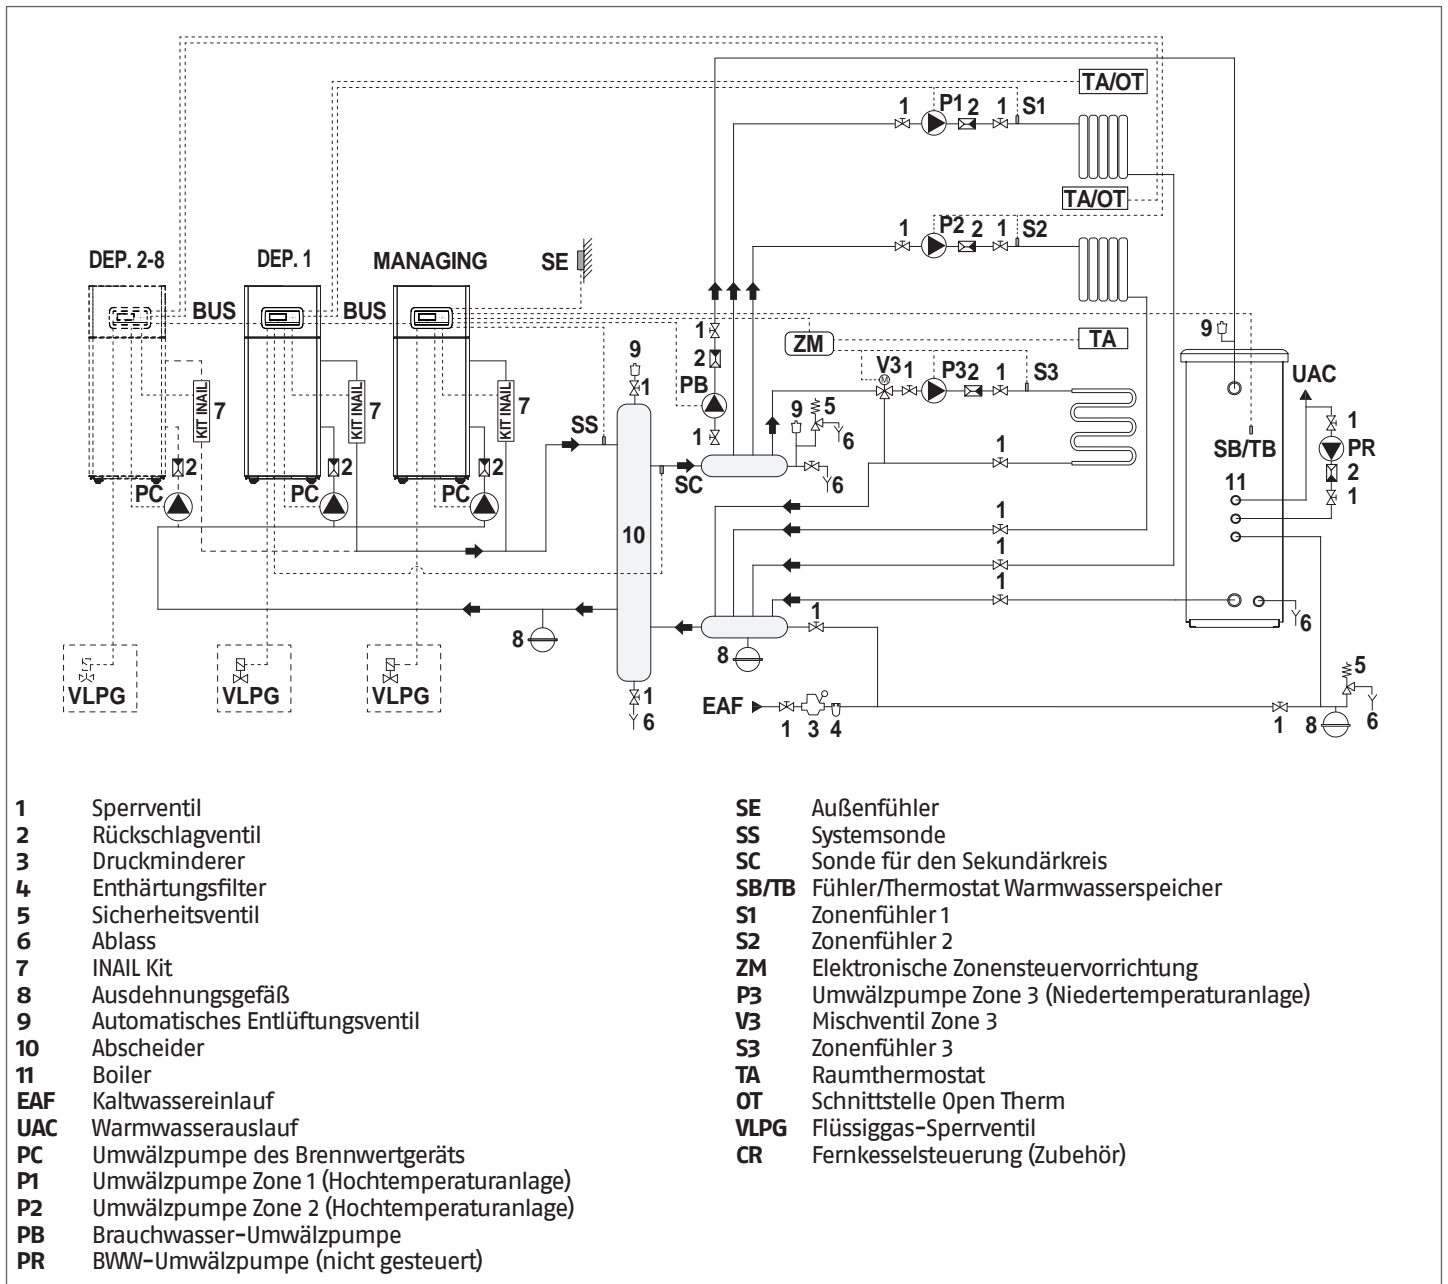 TA/OT
1 P1 2 1 S1
TA/OT
1 P2 2 1 S2
DEP. 2-8 DEP. 1 MANAGING SE
BUS BUS
9 1
1 2 PB 1
ZM TA
V3 1 P3 2 1 S3
9 UAC
KIT INAIL 7 KIT INAIL 7 KIT INAIL 7
SS
9 5 6
6
1
SB/TB
1 PR 2 1
11
2 2 2
PC PC PC
SC
10
1
1
1
1
6
8
8
VLPG VLPG VLPG
1 6
EAF 1 3 4
1 8 5 6
1 Sperrventil
2 Rückschlagventil
3 Druckminderer
4 Enthärtungsfilter
5 Sicherheitsventil
6 Ablass
7 INAIL Kit
8 Ausdehnungsgefäß
9 Automatisches Entlüftungsventil
10 Abscheider
11 Boiler
EAF Kaltwassereinlauf
UAC Warmwasserauslauf
PC Umwälzpumpe des Brennwertgeräts
P1 Umwälzpumpe Zone 1 (Hochtemperaturanlage)
P2 Umwälzpumpe Zone 2 (Hochtemperaturanlage)
PB Brauchwasser-Umwälzpumpe
PR BWW-Umwälzpumpe (nicht gesteuert)
SE Außenfühler
SS Systemsonde
SC Sonde für den Sekundärkreis
SB/TB Fühler/Thermostat Warmwasserspeicher
S1 Zonenfühler 1
S2 Zonenfühler 2
ZM Elektronische Zonensteuervorrichtung
P3 Umwälzpumpe Zone 3 (Niedertemperaturanlage)
V3 Mischventil Zone 3
S3 Zonenfühler 3
TA Raumthermostat
OT Schnittstelle Open Therm
VLPG Flüssiggas-Sperrventil
CR Fernkesselsteuerung (Zubehör)